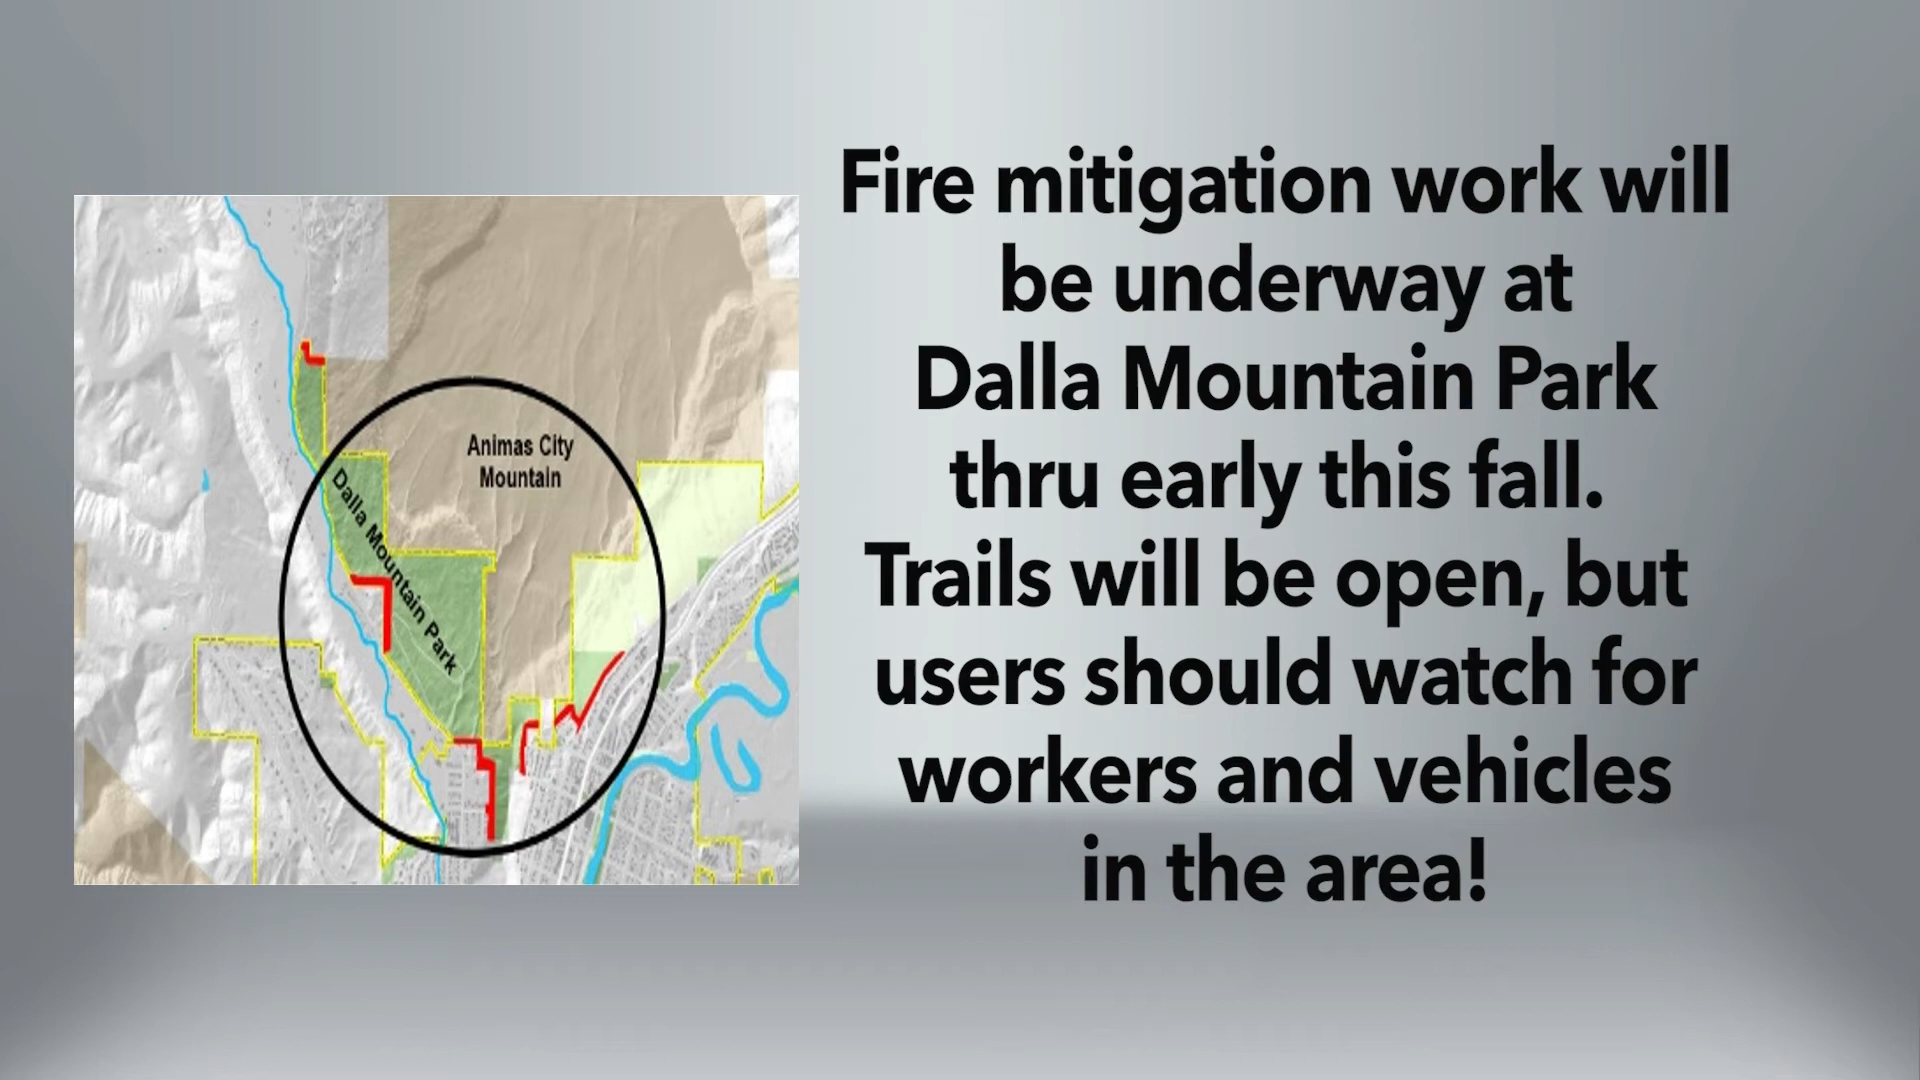 Fire mitigation work will
be underway at
Dalla Mountain Park
thru early this fall.
Trails will be open, but
users should watch for
workers and vehicles
in the area!
Animas City
Mountain
Dalla Mountain Park